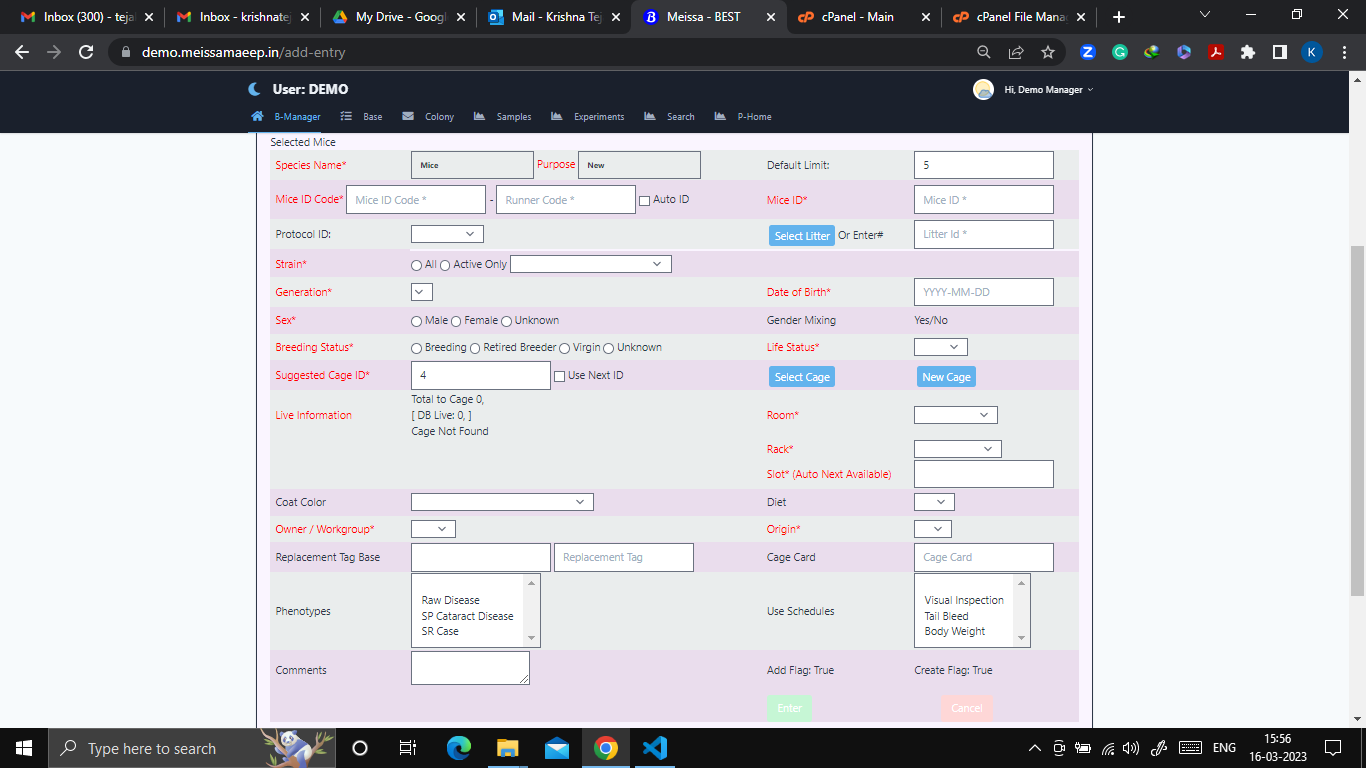 Inbox (300) - teja
Inbox - krishnatej
My Drive - Googl
Mail - Krishna Tej
Meissa - BEST
cPanel - Main
cPanel File Mana
demo.meissamaeep.in/add-entry
K
User: DEMO
Hi, Demo Manager
B-Manager Base Colony Samples Experiments Search P-Home
Selected Mice
Species Name* Mice Purpose New Default Limit: 5
Mice ID Code* Mice ID Code * - Runner Code * Auto ID Mice ID* Mice ID *
Protocol ID: Select Litter Or Enter# Litter Id *
Strain* All Active Only
Generation* Date of Birth* YYYY-MM-DD
Sex* Male Female Unknown Gender Mixing Yes/No
Breeding Status* Breeding Retired Breeder Virgin Unknown Life Status*
Suggested Cage ID* 4 Use Next ID Select Cage New Cage
Total to Cage 0,
Live Information [ DB Live: 0, ] Room*
Cage Not Found
Rack*
Slot* (Auto Next Available)
Coat Color Diet
Owner / Workgroup* Origin*
Replacement Tag Base Replacement Tag Cage Card Cage Card
Phenotypes
Raw Disease
SP Cataract Disease
SR Case
Use Schedules
Visual Inspection
Tail Bleed
Body Weight
Comments Add Flag: True Create Flag: True
Enter Cancel
Type here to search
ENG
15:56
16-03-2023